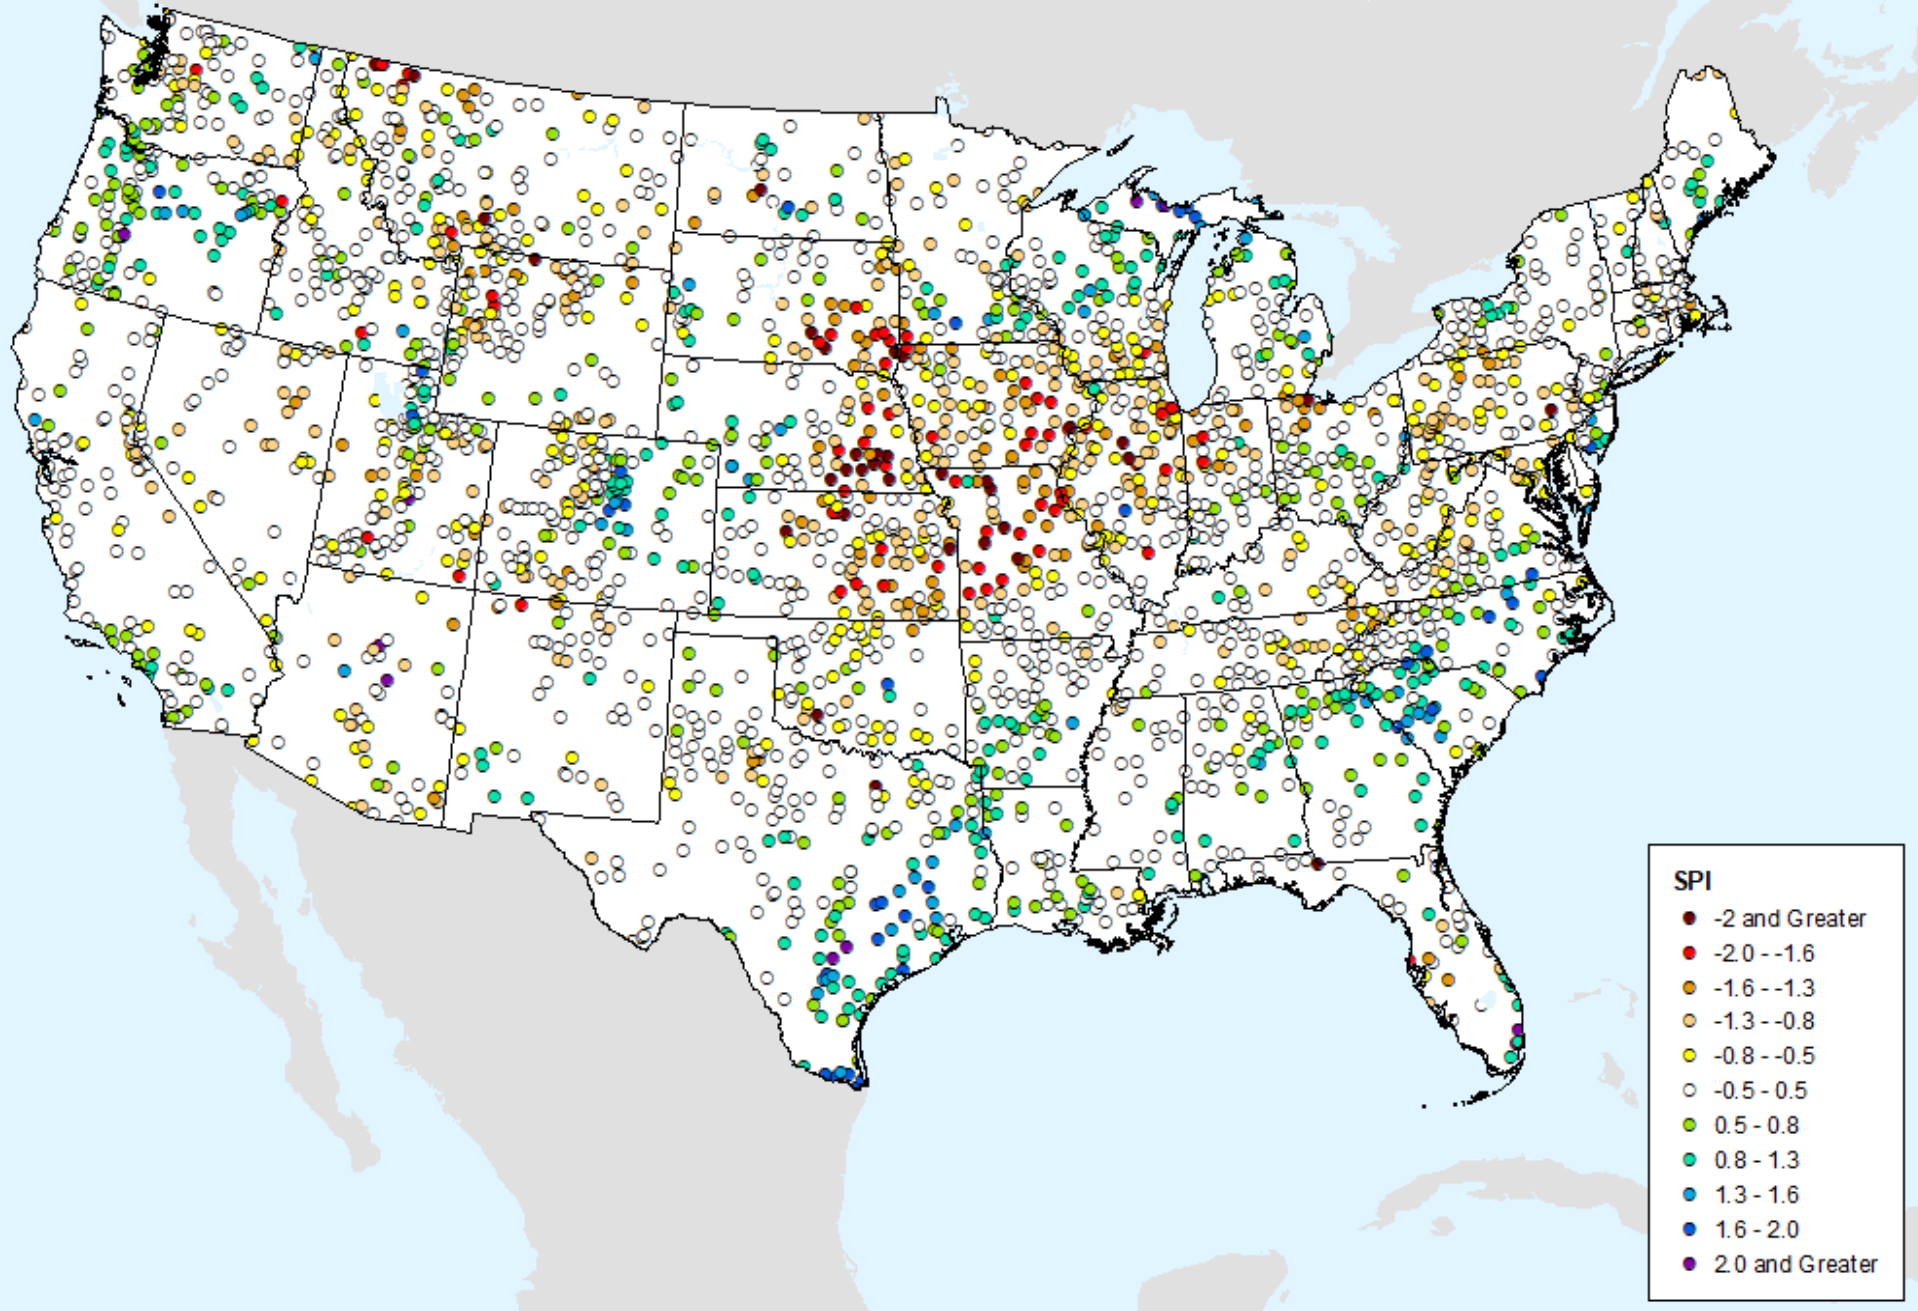 SPI
-2 and Greater
-2.0 - -1.6
-1.6 - -1.3
-1.3 - -0.8
-0.8 - -0.5
-0.5 - 0.5
0.5 - 0.8
0.8 - 1.3
1.3 - 1.6
1.6 - 2.0
2.0 and Greater